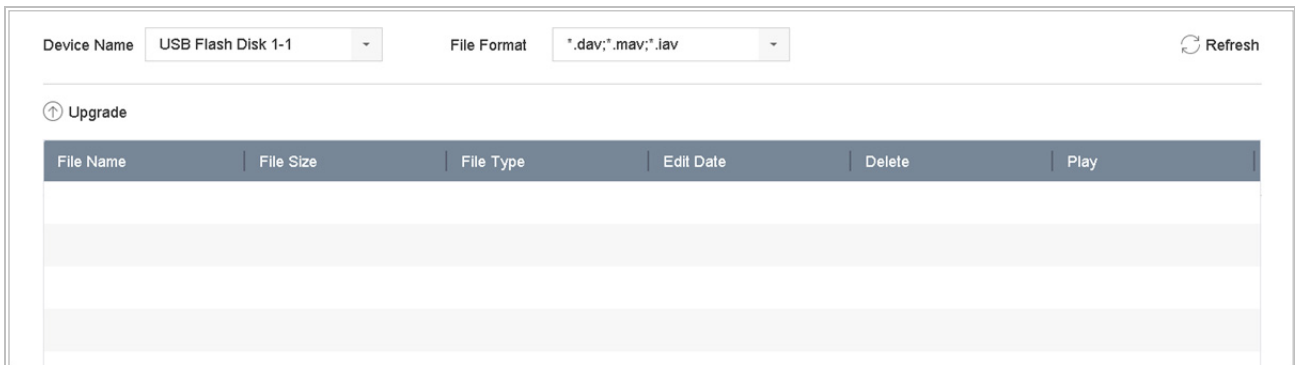 Device Name USB Flash Disk 1-1 File Format *.dav;*.mav;*.iav Refresh
Upgrade
File Name File Size File Type Edit Date Delete Play